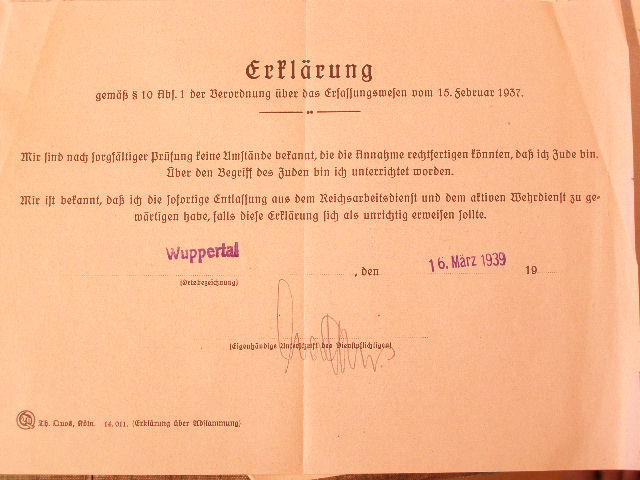 Erklärung
gemäß § 10 Abs. 1 der Verordnung über das Erfassungswesen vom 15. Februar 1937.
Mir sind nach sorgfältiger Prüfung keine Umstände bekannt, die die Annahme rechtfertigen könnten, daß ich Jude bin.
Über den Begriff des Juden bin ich unterrichtet worden.
Mir ist bekannt, daß ich die sofortige Entlassung aus dem Reichsarbeitsdienst und dem aktiven Wehrdienst zu ge-
wärtigen habe, falls diese Erklärung sich als unrichtig erweisen sollte.
Wuppertal , den 16. März 1939 19
(Ortsbezeichnung)
(Eigenhändige Unterschrift des Dienstpflichtigen)
Th. Quos, Köln. 14.011. (Erklärung über Abstammung)